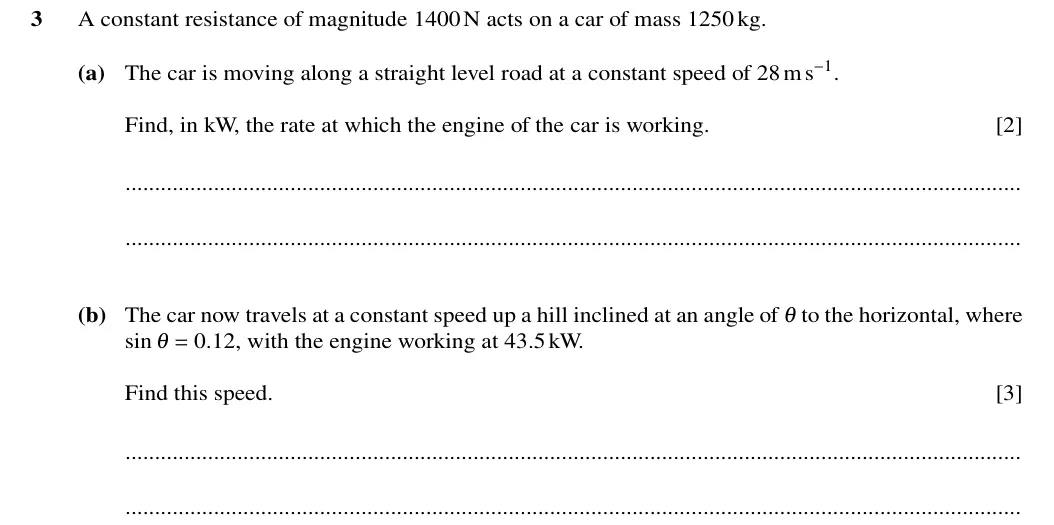 3 A constant resistance of magnitude 1400 N acts on a car of mass 1250 kg.
(a) The car is moving along a straight level road at a constant speed of 28 m s⁻¹.
Find, in kW, the rate at which the engine of the car is working. [2]
(b) The car now travels at a constant speed up a hill inclined at an angle of θ to the horizontal, where
sin θ = 0.12, with the engine working at 43.5 kW.
Find this speed. [3]